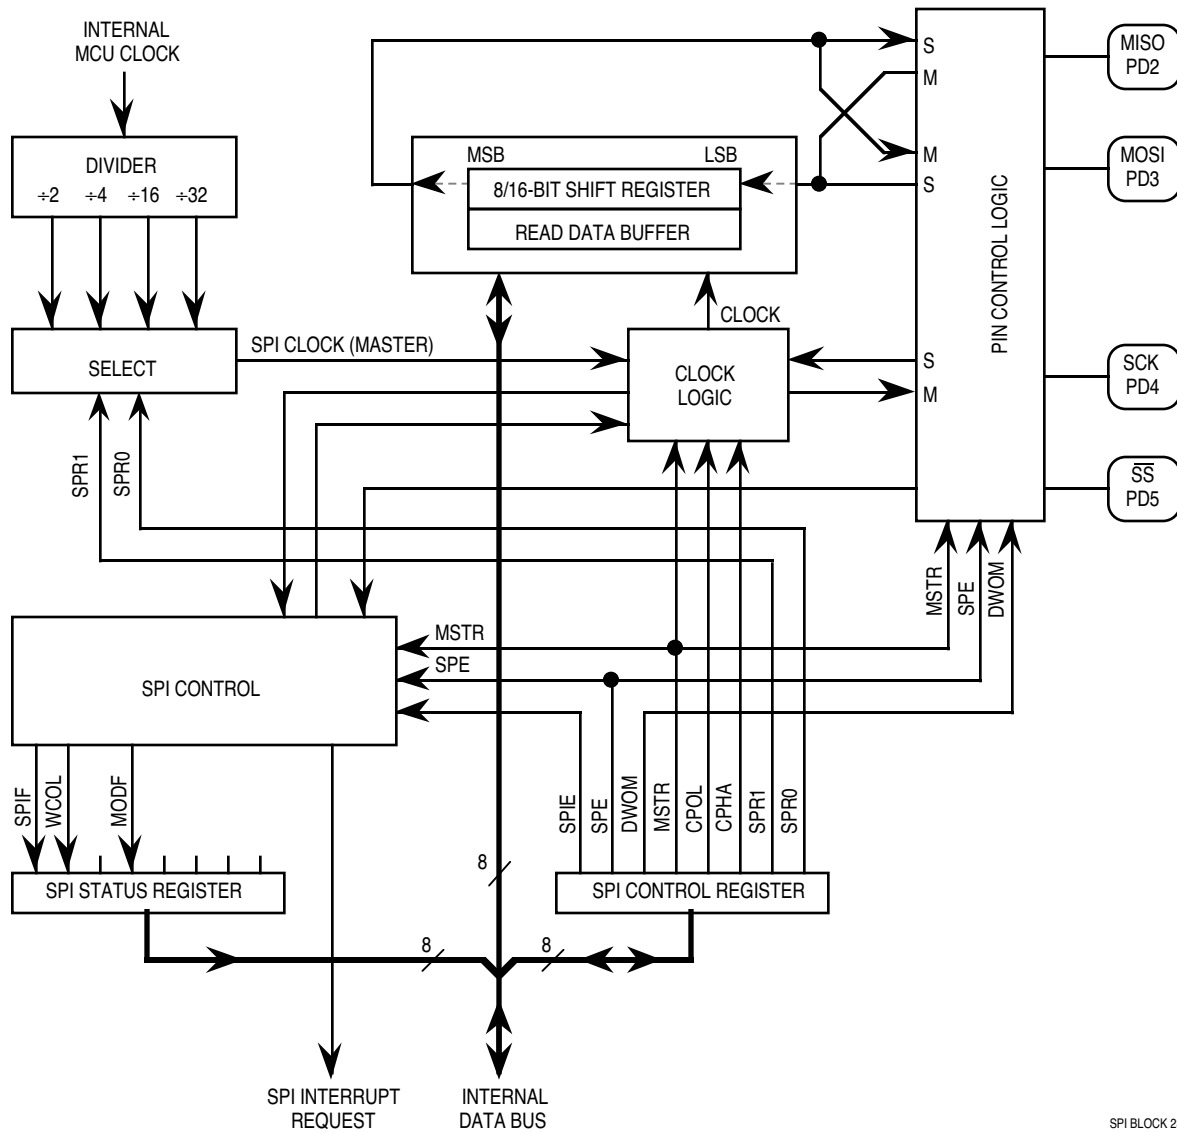 INTERNAL
MCU CLOCK
DIVIDER
÷2 ÷4 ÷16 ÷32
SELECT
SPI CLOCK (MASTER)
SPR1
SPR0
MSB LSB
8/16-BIT SHIFT REGISTER
READ DATA BUFFER
CLOCK
CLOCK
LOGIC
S
M
M
S
S
M
PIN CONTROL LOGIC
MISO
PD2
MOSI
PD3
SCK
PD4
SS
PD5
MSTR
SPE
DWOM
MSTR
SPE
SPI CONTROL
SPIF
WCOL
MODF
SPI STATUS REGISTER
SPIE
SPE
DWOM
MSTR
CPOL
CPHA
SPR1
SPR0
SPI CONTROL REGISTER
8
8
8
SPI INTERRUPT
REQUEST
INTERNAL
DATA BUS
SPI BLOCK 2